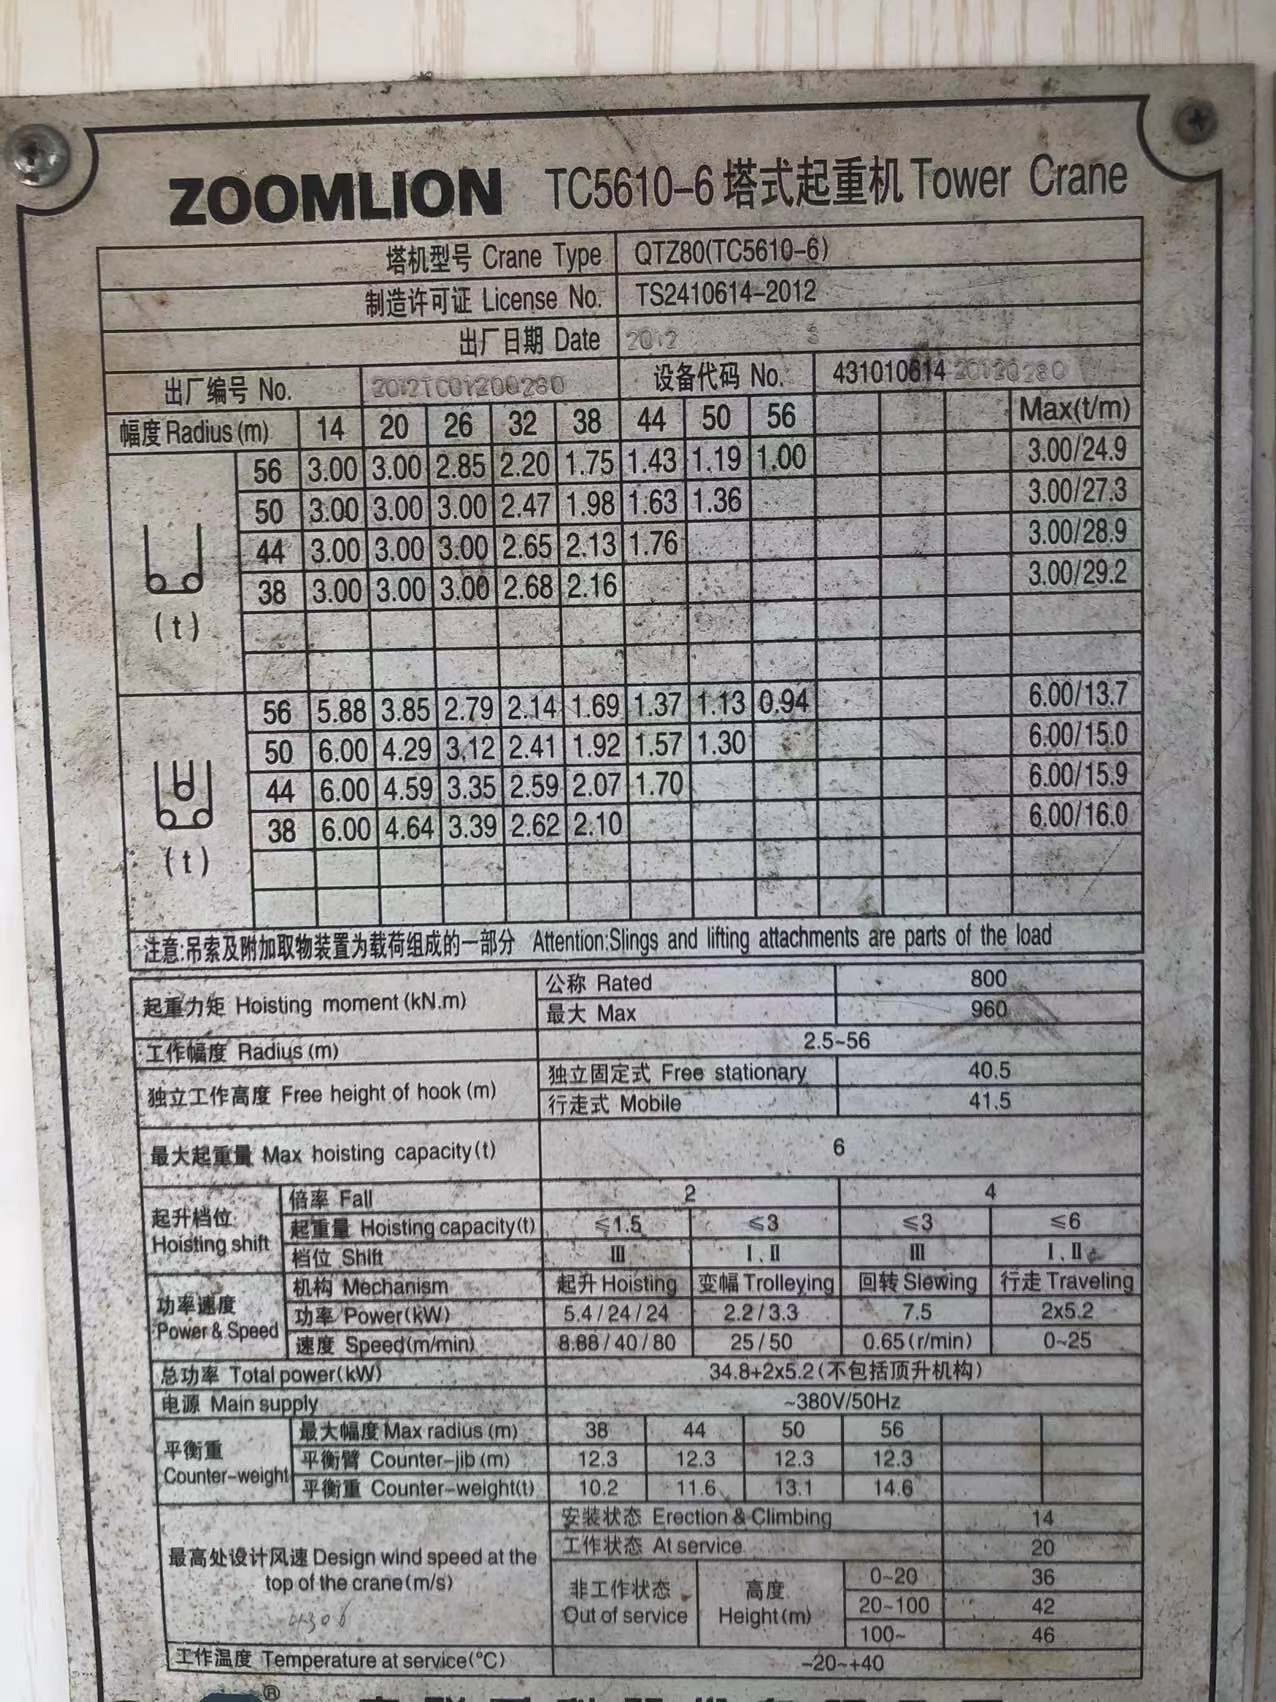 ZOOMLION TC5610-6 塔式起重机 Tower Crane
塔机型号 Crane Type QTZ80(TC5610-6)
制造许可证 License No. TS2410614-2012
出厂日期 Date 2012
出厂编号 No. 2012TC01200280 设备代码 No. 43101061420120280
幅度 Radius (m) 14 20 26 32 38 44 50 56 Max(t/m)
56 3.00 3.00 2.85 2.20 1.75 1.43 1.19 1.00 3.00/24.9
50 3.00 3.00 3.00 2.47 1.98 1.63 1.36 3.00/27.3
44 3.00 3.00 3.00 2.65 2.13 1.76 3.00/28.9
38 3.00 3.00 3.00 2.68 2.16 3.00/29.2
(t)
56 5.88 3.85 2.79 2.14 1.69 1.37 1.13 0.94 6.00/13.7
50 6.00 4.29 3.12 2.41 1.92 1.57 1.30 6.00/15.0
44 6.00 4.59 3.35 2.59 2.07 1.70 6.00/15.9
38 6.00 4.64 3.39 2.62 2.10 6.00/16.0
(t)
注意:吊索及附加取物装置为载荷组成的一部分 Attention:Slings and lifting attachments are parts of the load
起重力矩 Hoisting moment (kN.m) 公称 Rated 800
最大 Max 960
工作幅度 Radius (m) 2.5~56
独立工作高度 Free height of hook (m) 独立固定式 Free stationary 40.5
行走式 Mobile 41.5
最大起重量 Max hoisting capacity(t) 6
起升档位 Hoisting shift 倍率 Fall 2 4
起重量 Hoisting capacity(t) ≤1.5 ≤3 ≤3 ≤6
档位 Shift Ⅲ Ⅰ、Ⅱ Ⅲ Ⅰ、Ⅱ
功率速度 Power & Speed 机构 Mechanism 起升 Hoisting 变幅 Trolleying 回转 Slewing 行走 Traveling
功率 Power(kW) 5.4/24/24 2.2/3.3 7.5 2x5.2
速度 Speed(m/min) 8.88/40/80 25/50 0.65(r/min) 0~25
总功率 Total power(kW) 34.8+2x5.2(不包括顶升机构)
电源 Main supply ~380V/50Hz
平衡重 Counter-weight 最大幅度 Max radius (m) 38 44 50 56
平衡臂 Counter-jib (m) 12.3 12.3 12.3 12.3
平衡重 Counter-weight(t) 10.2 11.6 13.1 14.6
最高处设计风速 Design wind speed at the top of the crane(m/s) 安装状态 Erection & Climbing 14
工作状态 At service 20
非工作状态 Out of service 高度 Height(m) 0~20 36
20~100 42
100~ 46
工作温度 Temperature at service(°C) -20~+40